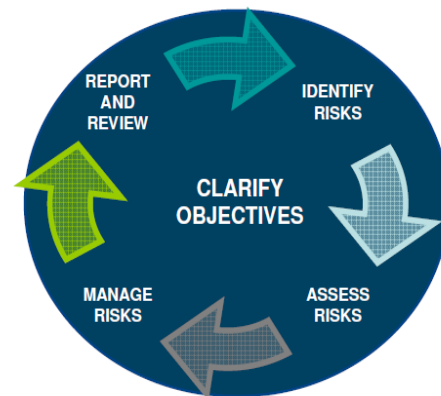 REPORT
AND
REVIEW
IDENTIFY
RISKS
CLARIFY
OBJECTIVES
MANAGE
RISKS
ASSESS
RISKS